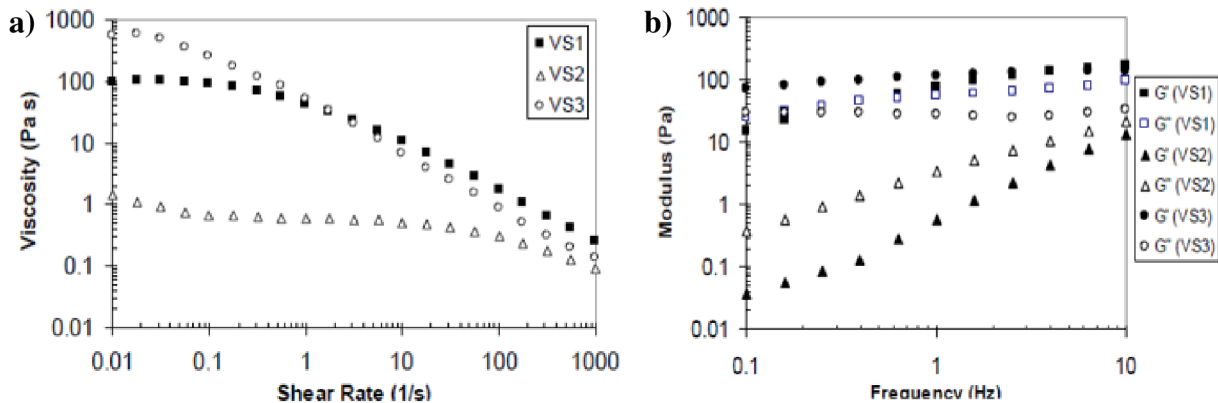 a)
1000
100
10
1
0.1
0.01
Viscosity (Pa s)
0.01 0.1 1 10 100 1000
Shear Rate (1/s)
VS1
VS2
VS3
b)
1000
100
10
1
0.1
0.01
Modulus (Pa)
0.1 1 10
Frequency (Hz)
G' (VS1)
G" (VS1)
G' (VS2)
G" (VS2)
G' (VS3)
G" (VS3)